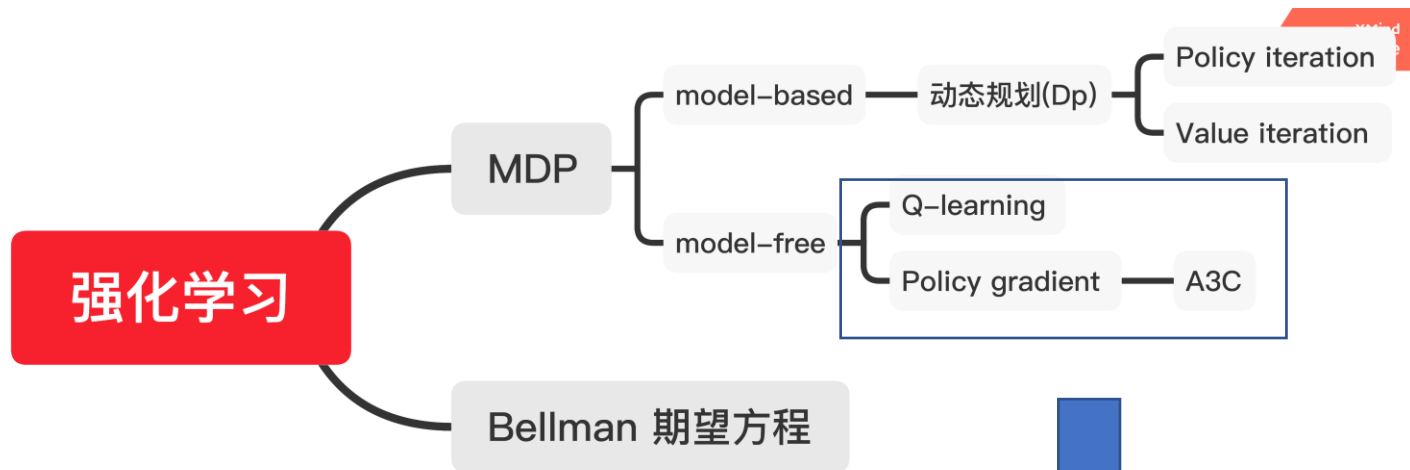 Policy iteration
model-based
动态规划(Dp)
Value iteration
MDP
Q-learning
model-free
Policy gradient
A3C
强化学习
Bellman 期望方程